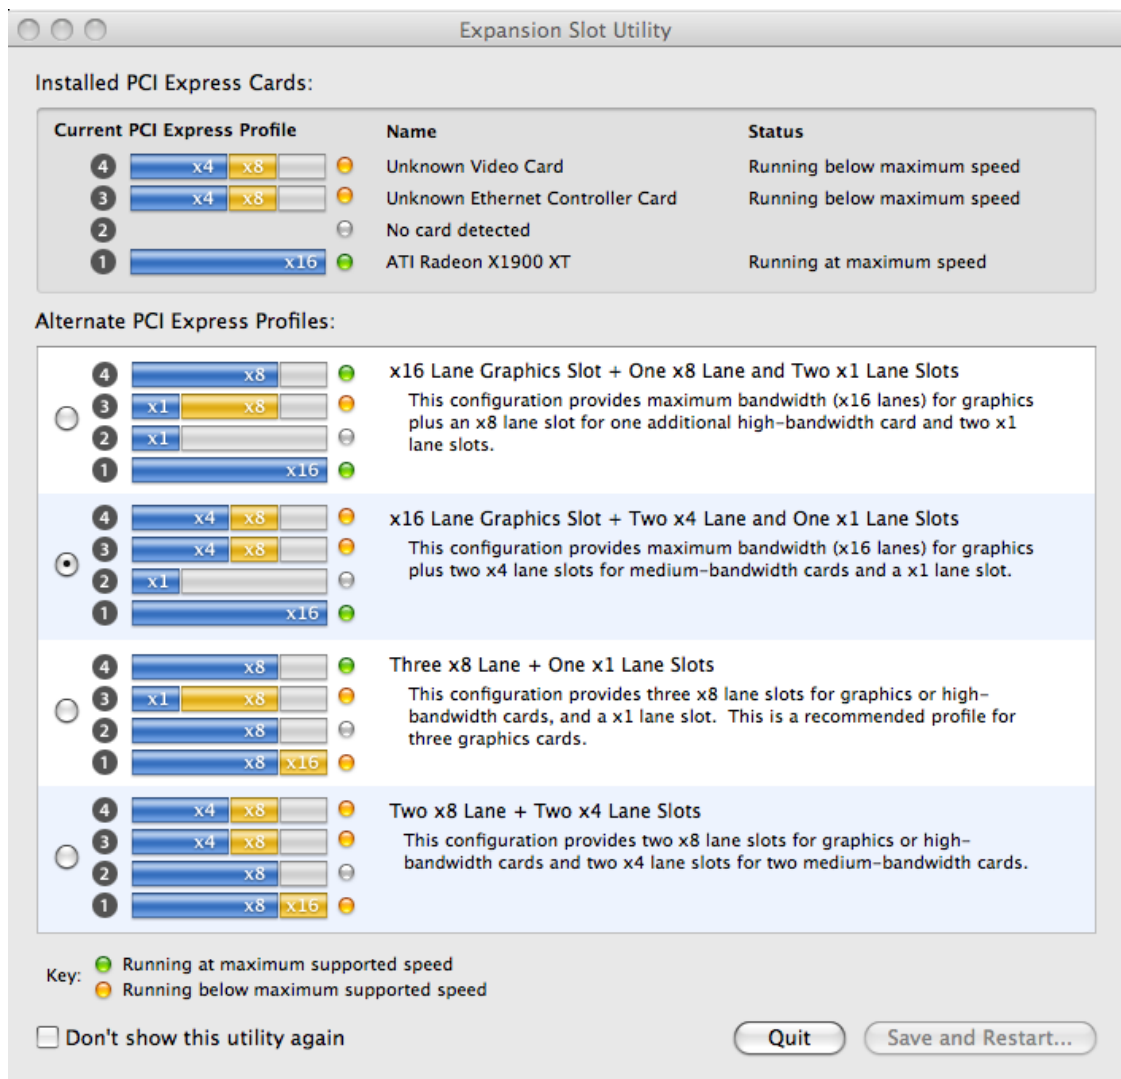 Expansion Slot Utility
Installed PCI Express Cards:
Current PCI Express Profile Name Status
4 x4 x8 Unknown Video Card Running below maximum speed
3 x4 x8 Unknown Ethernet Controller Card Running below maximum speed
2 No card detected
1 x16 ATI Radeon X1900 XT Running at maximum speed
Alternate PCI Express Profiles:
4 x8
3 x1 x8
2 x1
1 x16
x16 Lane Graphics Slot + One x8 Lane and Two x1 Lane Slots
This configuration provides maximum bandwidth (x16 lanes) for graphics
plus an x8 lane slot for one additional high-bandwidth card and two x1
lane slots.
4 x4 x8
3 x4 x8
2 x1
1 x16
x16 Lane Graphics Slot + Two x4 Lane and One x1 Lane Slots
This configuration provides maximum bandwidth (x16 lanes) for graphics
plus two x4 lane slots for medium-bandwidth cards and a x1 lane slot.
4 x8
3 x1 x8
2 x8
1 x8 x16
Three x8 Lane + One x1 Lane Slots
This configuration provides three x8 lane slots for graphics or high-
bandwidth cards, and a x1 lane slot. This is a recommended profile for
three graphics cards.
4 x4 x8
3 x4 x8
2 x8
1 x8 x16
Two x8 Lane + Two x4 Lane Slots
This configuration provides two x8 lane slots for graphics or high-
bandwidth cards and two x4 lane slots for two medium-bandwidth cards.
Key:
Running at maximum supported speed
Running below maximum supported speed
Don't show this utility again
Quit
Save and Restart...